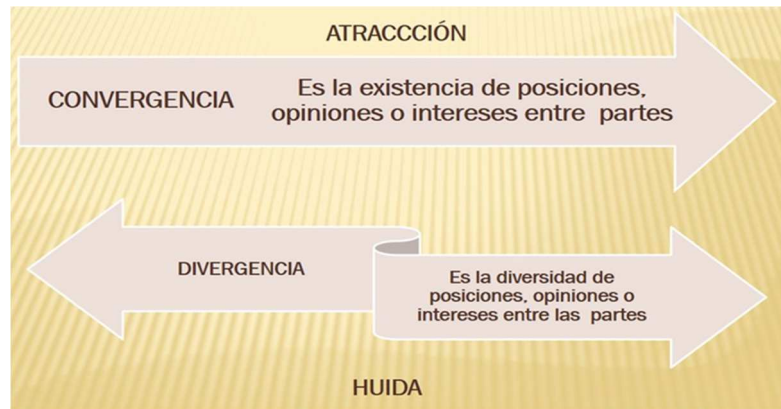 ATRACCCIÓN
CONVERGENCIA
Es la existencia de posiciones,
opiniones o intereses entre partes
DIVERGENCIA
Es la diversidad de
posiciones, opiniones o
intereses entre las partes
HUIDA